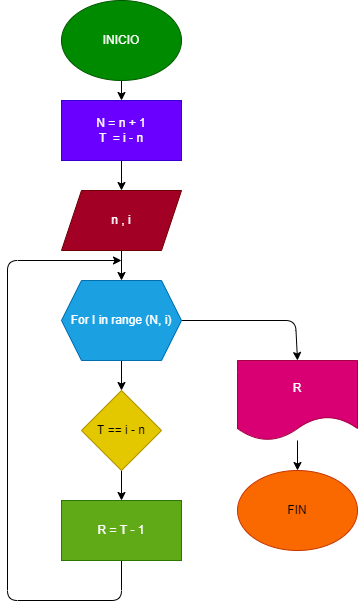 INICIO
N = n + 1
T = i - n
n , i
For I in range (N, i)
T == i - n
R = T - 1
R
FIN